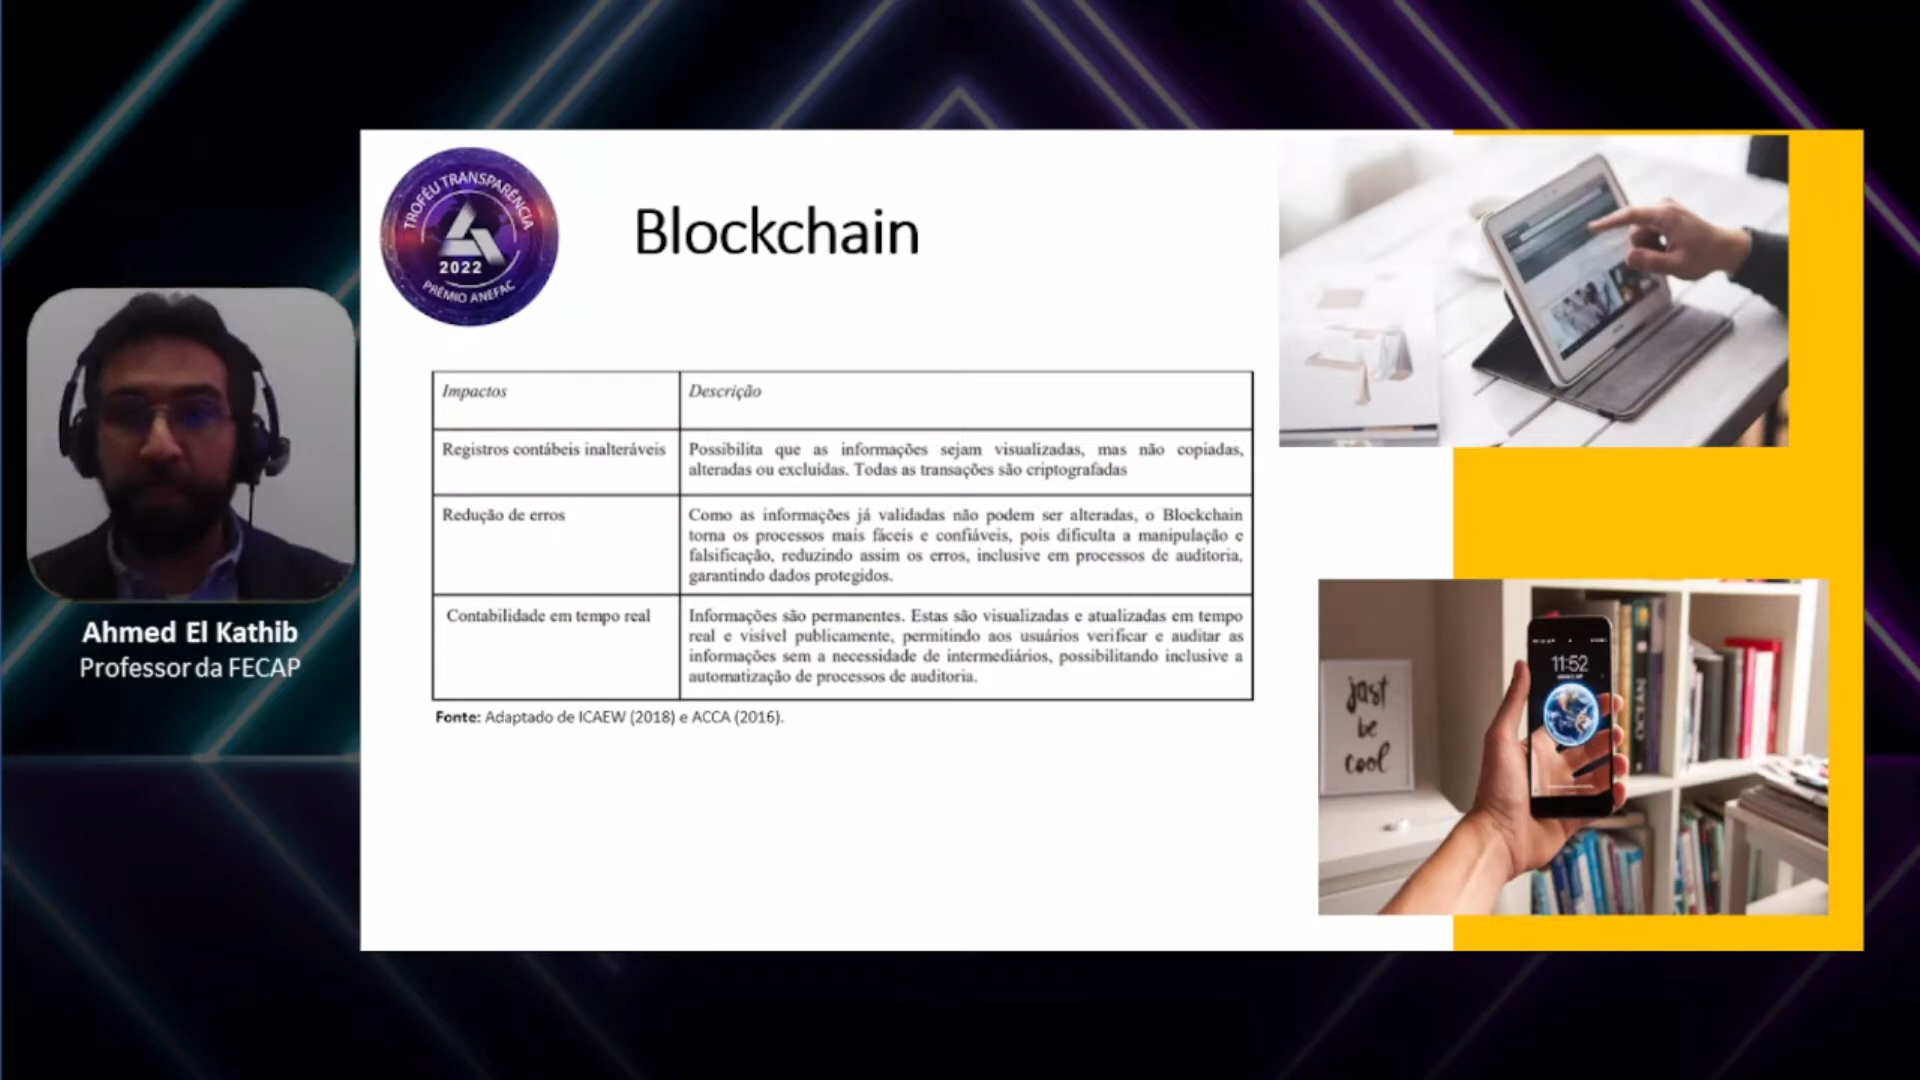 TROFÉU TRANSPARÊNCIA
2022
PRÊMIO ANEFAC
Blockchain
Impactos
Descrição
Registros contábeis inalteráveis
Possibilita que as informações sejam visualizadas, mas não copiadas,
alteradas ou excluídas. Todas as transações são criptografadas
Redução de erros
Como as informações já validadas não podem ser alteradas, o Blockchain
torna os processos mais fáceis e confiáveis, pois dificulta a manipulação e
falsificação, reduzindo assim os erros, inclusive em processos de auditoria,
garantindo dados protegidos.
Contabilidade em tempo real
Informações são permanentes. Estas são visualizadas e atualizadas em tempo
real e visível publicamente, permitindo aos usuários verificar e auditar as
informações sem a necessidade de intermediários, possibilitando inclusive a
automatização de processos de auditoria.
Fonte: Adaptado de ICAEW (2018) e ACCA (2016).
Ahmed El Kathib
Professor da FECAP
11:52
just
be
cool